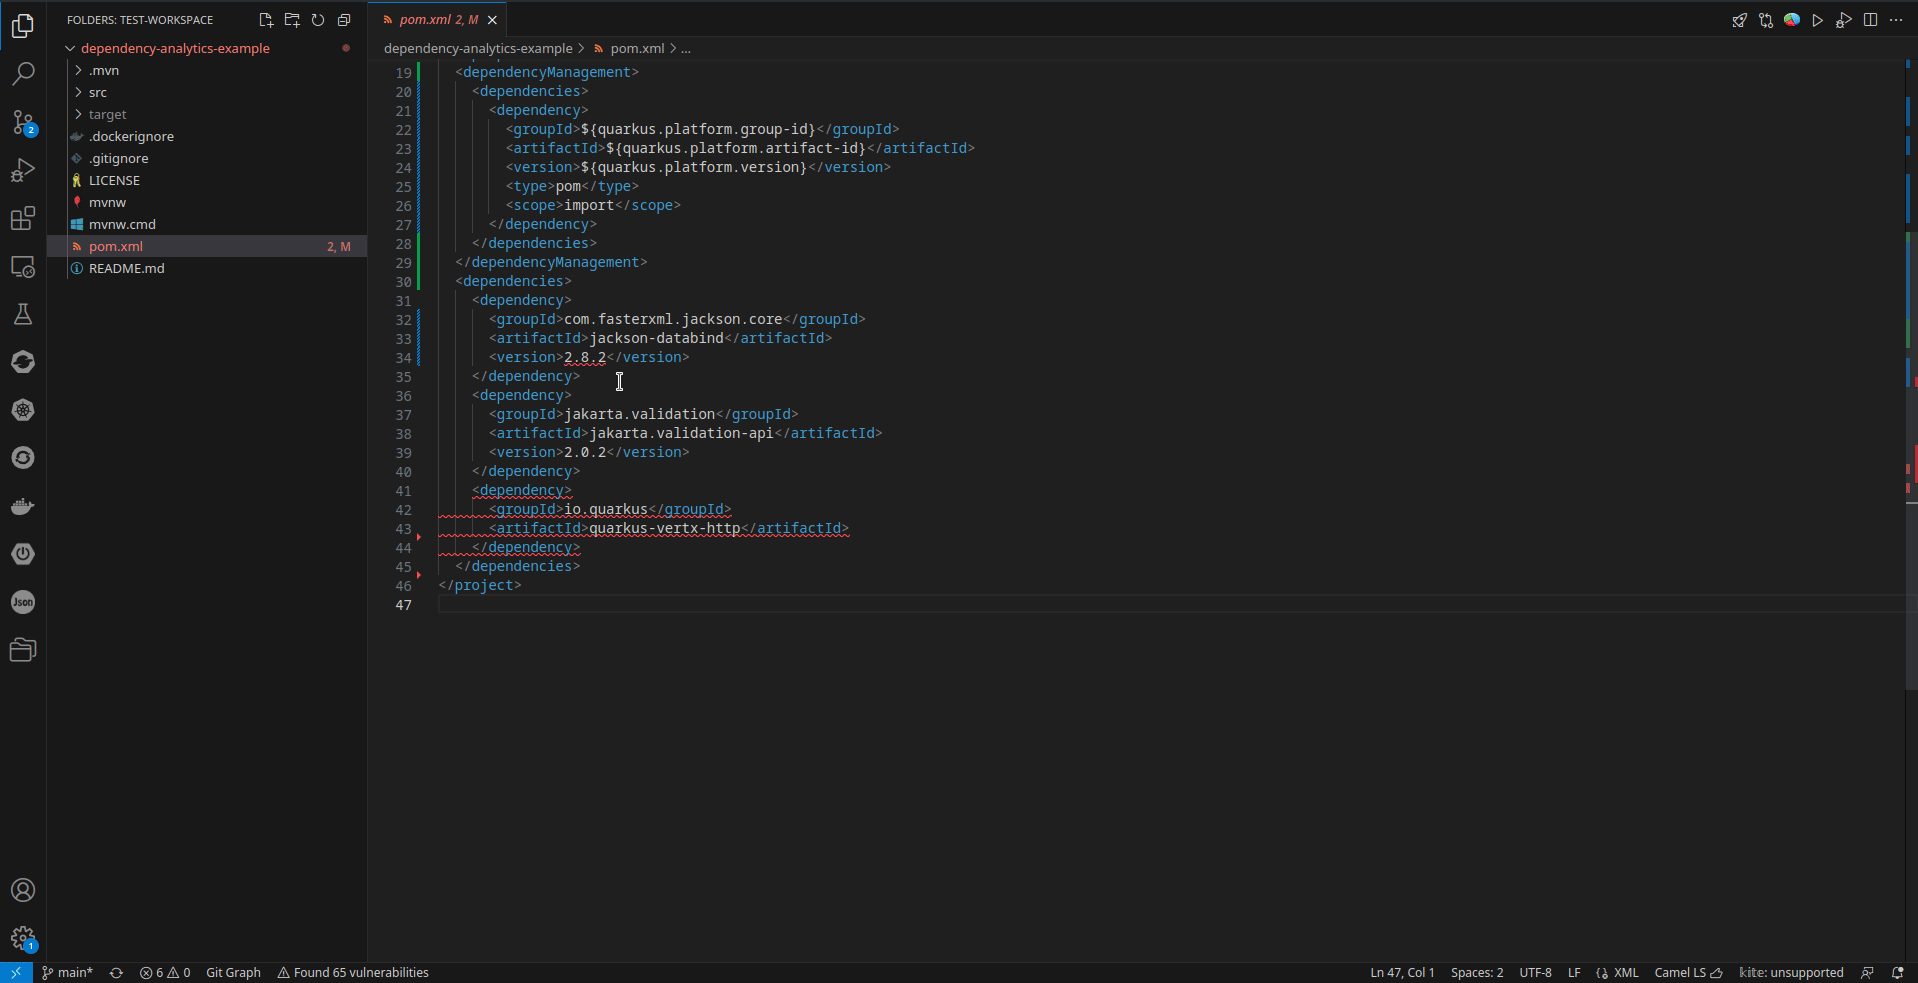 FOLDERS: TEST-WORKSPACE
dependency-analytics-example
.mvn
src
target
.dockerignore
.gitignore
LICENSE
mvnw
mvnw.cmd
pom.xml 2, M
README.md
2
Json
1
pom.xml 2, M
dependency-analytics-example > pom.xml > ...
19 <dependencyManagement>
20 <dependencies>
21 <dependency>
22 <groupId>${quarkus.platform.group-id}</groupId>
23 <artifactId>${quarkus.platform.artifact-id}</artifactId>
24 <version>${quarkus.platform.version}</version>
25 <type>pom</type>
26 <scope>import</scope>
27 </dependency>
28 </dependencies>
29 </dependencyManagement>
30 <dependencies>
31 <dependency>
32 <groupId>com.fasterxml.jackson.core</groupId>
33 <artifactId>jackson-databind</artifactId>
34 <version>2.8.2</version>
35 </dependency>
36 <dependency>
37 <groupId>jakarta.validation</groupId>
38 <artifactId>jakarta.validation-api</artifactId>
39 <version>2.0.2</version>
40 </dependency>
41 <dependency>
42 <groupId>io.quarkus</groupId>
43 <artifactId>quarkus-vertx-http</artifactId>
44 </dependency>
45 </dependencies>
46 </project>
47
main* 6 0 Git Graph Found 65 vulnerabilities Ln 47, Col 1 Spaces: 2 UTF-8 LF XML Camel LS kite: unsupported